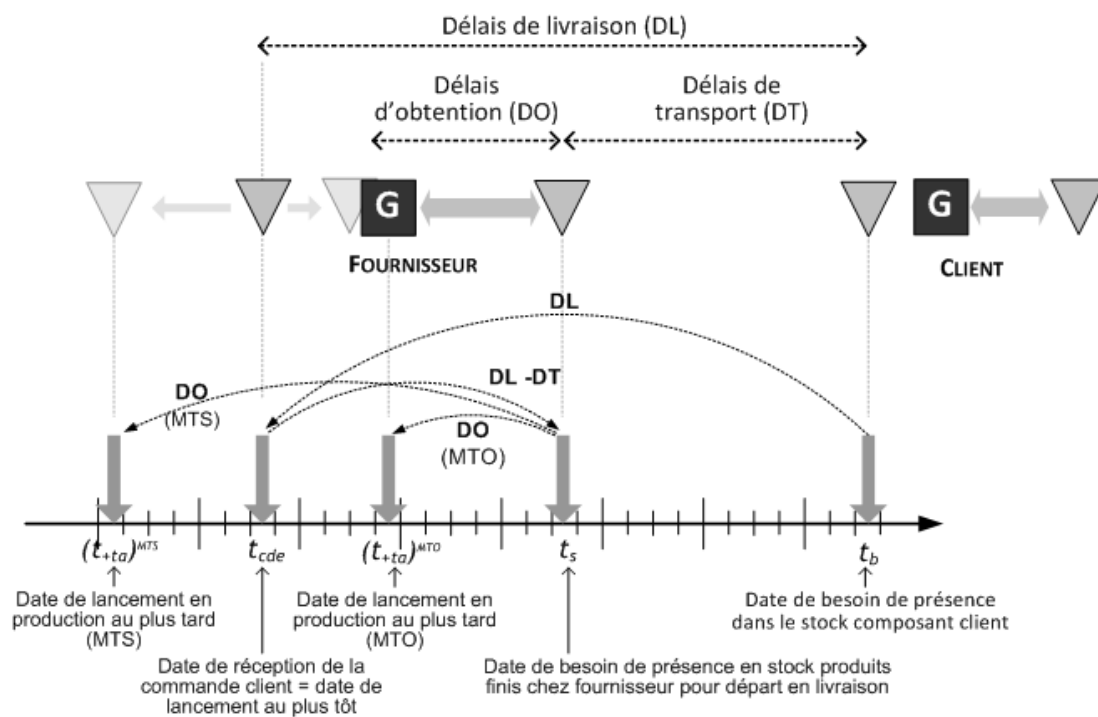 Délais de livraison (DL)
Délais
d'obtention (DO)
Délais de
transport (DT)
G
G
FOURNISSEUR
CLIENT
DL
DO
(MTS)
DL -DT
DO
(MTO)
(t+ta)MTS
tcde
(t+ta)MTO
ts
tb
Date de lancement en
production au plus tard
(MTS)
Date de lancement en
production au plus tard
(MTO)
Date de besoin de présence
dans le stock composant client
Date de réception de la
commande client = date de
lancement au plus tôt
Date de besoin de présence en stock produits
finis chez fournisseur pour départ en livraison